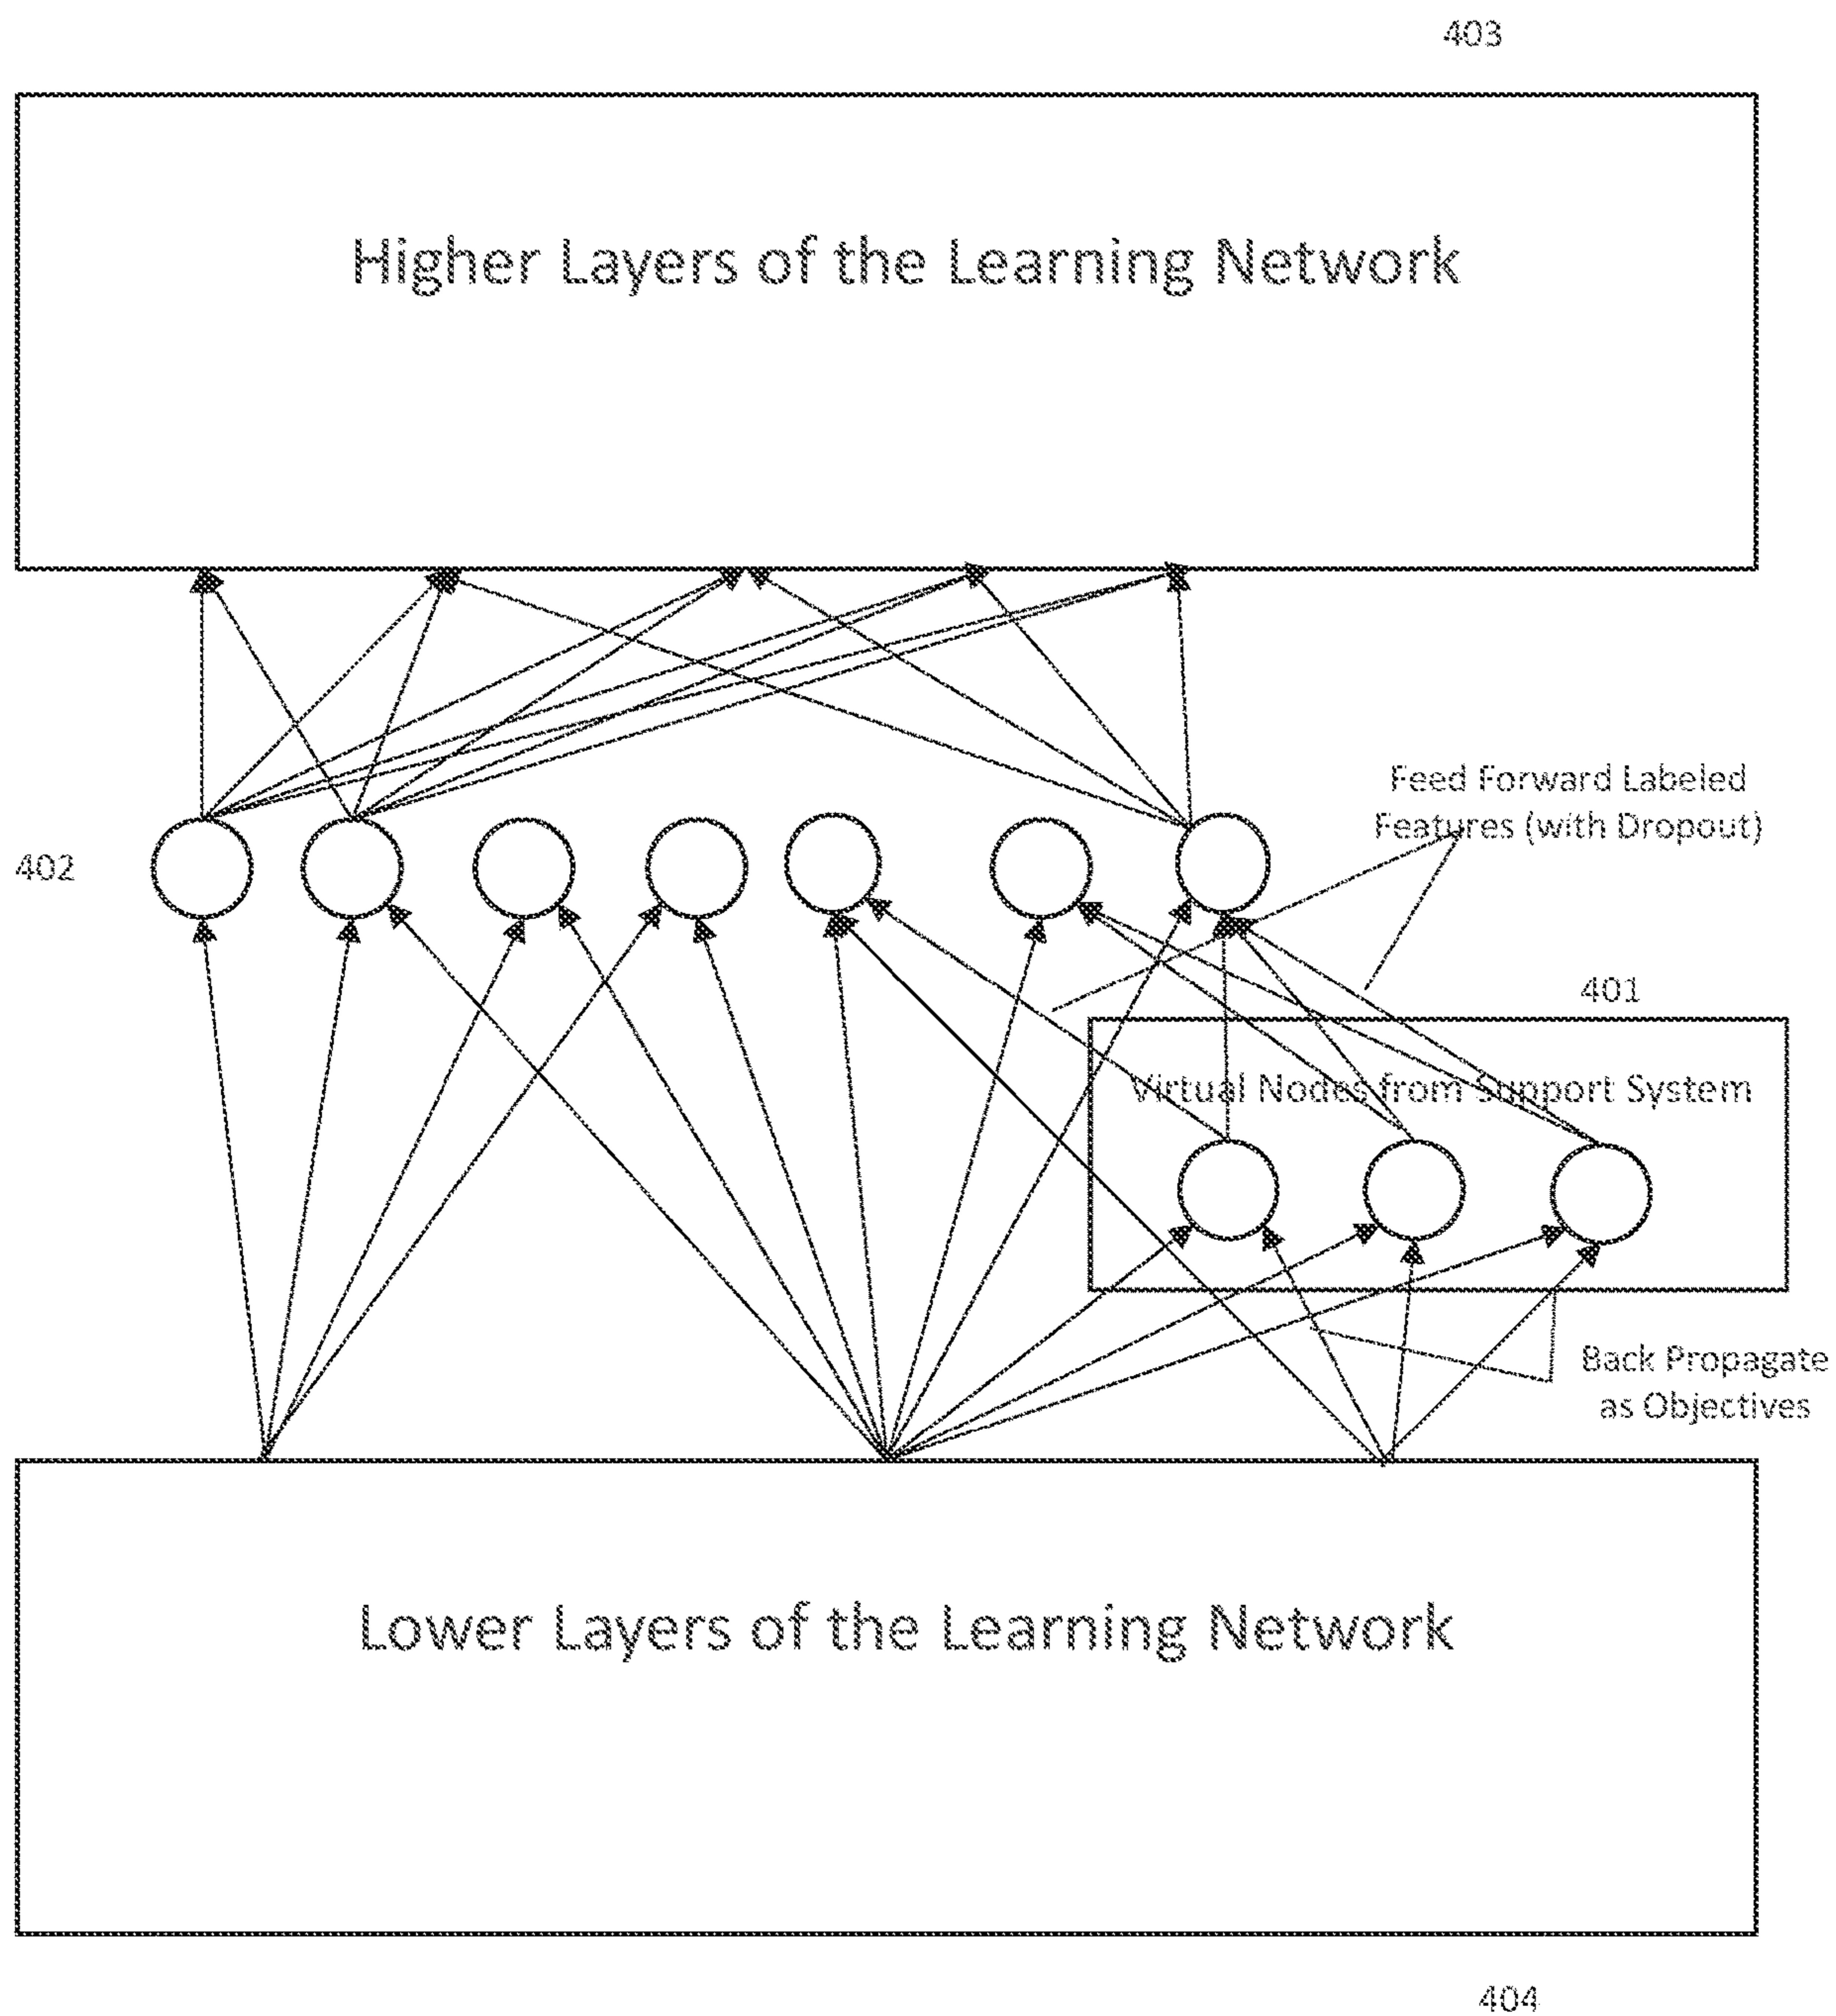 403
Higher Layers of the Learning Network
Feed Forward Labeled
Features (with Dropout)
402
401
Virtual Nodes from Support System
Back Propagate
as Objectives
Lower Layers of the Learning Network
404